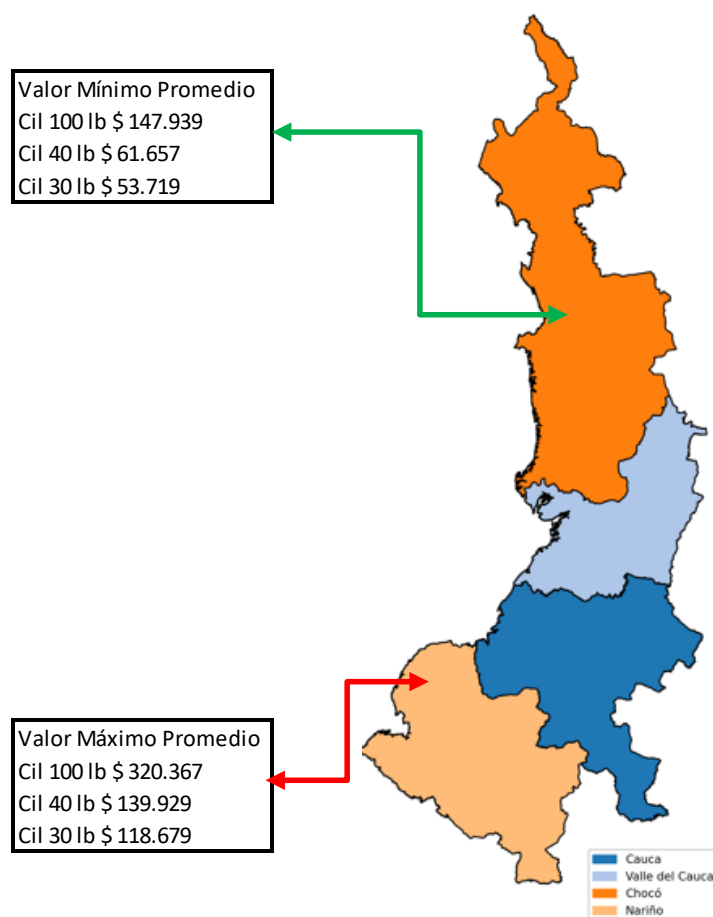 Valor Mínimo Promedio
Cil 100 lb $ 147.939
Cil 40 lb $ 61.657
Cil 30 lb $ 53.719
Valor Máximo Promedio
Cil 100 lb $ 320.367
Cil 40 lb $ 139.929
Cil 30 lb $ 118.679
Cauca
Valle del Cauca
Chocó
Nariño